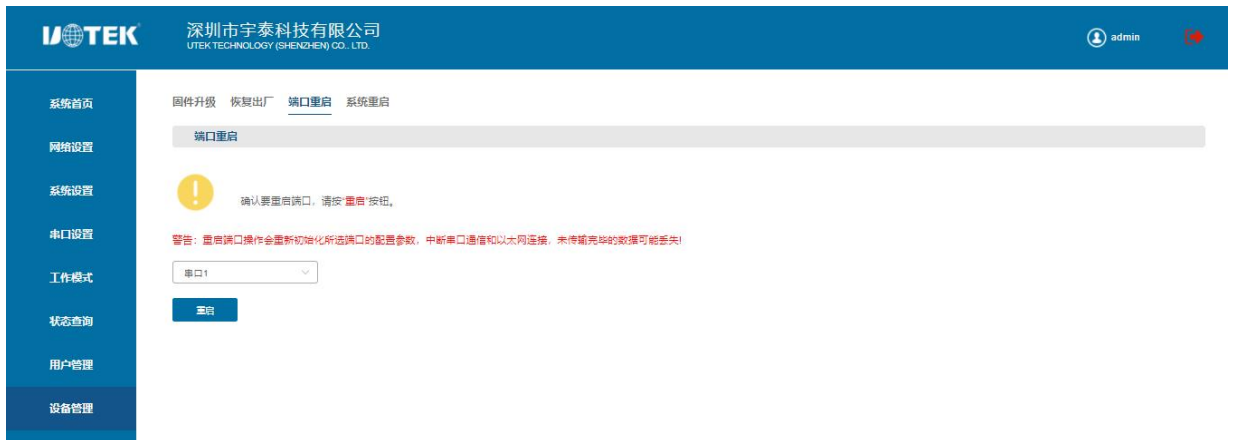 UTEK
深圳市宇泰科技有限公司
UTEK TECHNOLOGY (SHENZHEN) CO., LTD.
admin
系统首页
网络设置
系统设置
串口设置
工作模式
状态查询
用户管理
设备管理
固件升级 恢复出厂 端口重启 系统重启
端口重启
确认要重启端口，请按"重启"按钮。
警告：重启端口操作会重新初始化所选端口的配置参数，中断串口通信和以太网连接，未传输完毕的数据可能丢失!
串口1
重启